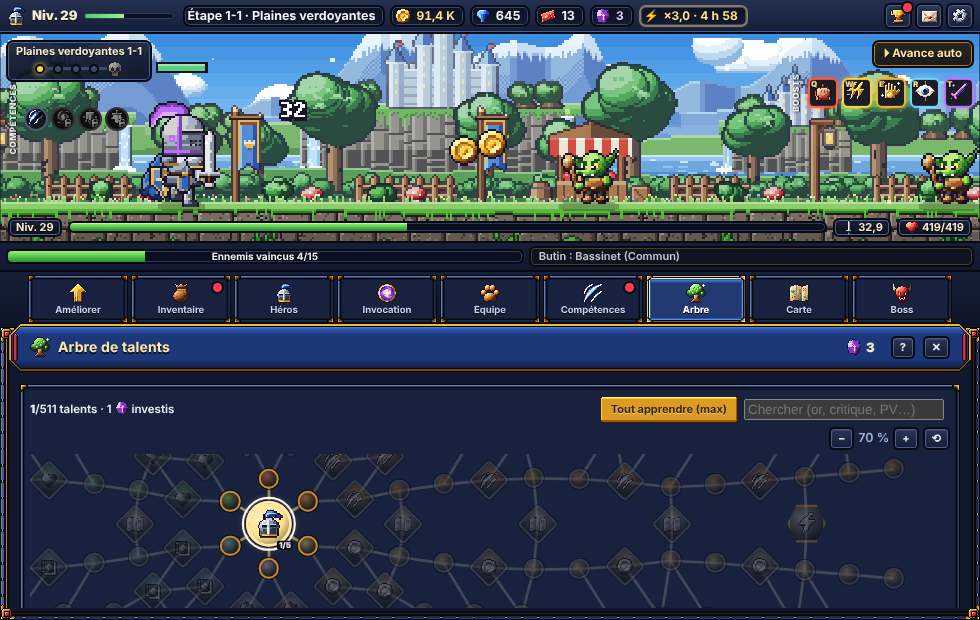 Niv. 29
Étape 1-1 · Plaines verdoyantes
91,4 K
645
13
3
×3,0 · 4 h 58
Plaines verdoyantes 1-1
Avance auto
COMPÉTENCES
BOOSTS
Q
W
E
R
T
32
Niv. 29
32,9
419/419
Ennemis vaincus 4/15
Butin : Bassinet (Commun)
Améliorer
Inventaire
Héros
Invocation
Equipe
Compétences
Arbre
Carte
Boss
Arbre de talents
3
?
×
1/511 talents · 1 investis
Tout apprendre (max)
Chercher (or, critique, PV…)
−
70 %
+
1/5